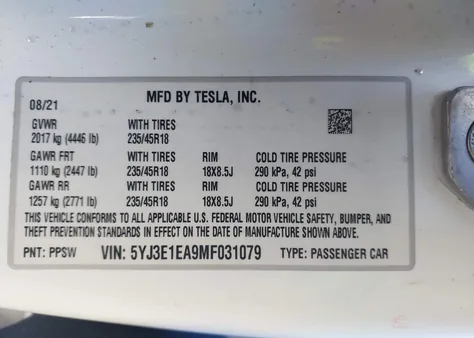 MFD BY TESLA, INC.
08/21
GVWR WITH TIRES
2017 kg (4446 lb) 235/45R18
GAWR FRT WITH TIRES RIM COLD TIRE PRESSURE
1110 kg (2447 lb) 235/45R18 18X8.5J 290 kPa, 42 psi
GAWR RR WITH TIRES RIM COLD TIRE PRESSURE
1257 kg (2771 lb) 235/45R18 18X8.5J 290 kPa, 42 psi
THIS VEHICLE CONFORMS TO ALL APPLICABLE U.S. FEDERAL MOTOR VEHICLE SAFETY, BUMPER, AND
THEFT PREVENTION STANDARDS IN EFFECT ON THE DATE OF MANUFACTURE SHOWN ABOVE.
PNT: PPSW VIN: 5YJ3E1EA9MF031079 TYPE: PASSENGER CAR